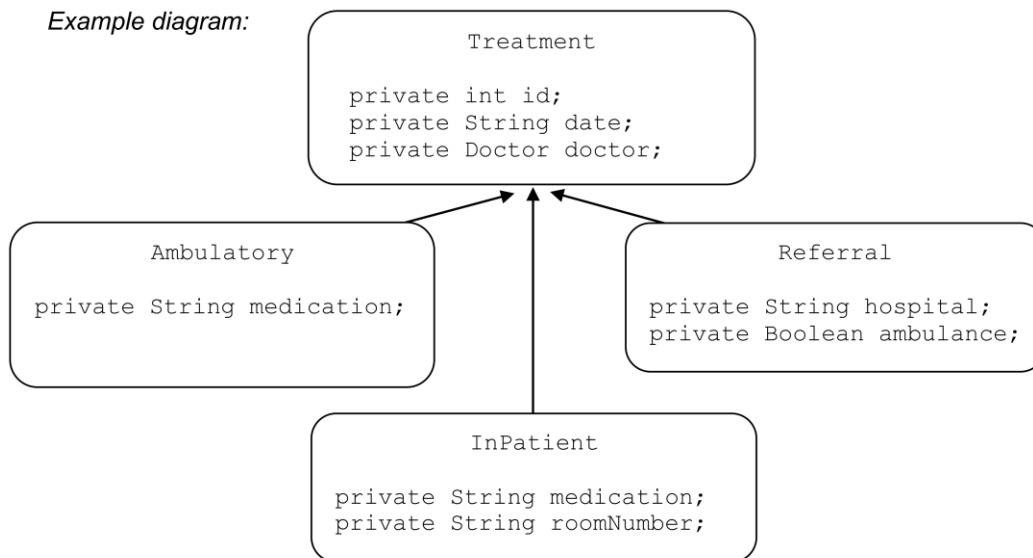 Example diagram:
Treatment
private int id;
private String date;
private Doctor doctor;
Ambulatory
private String medication;
Referral
private String hospital;
private Boolean ambulance;
InPatient
private String medication;
private String roomNumber;